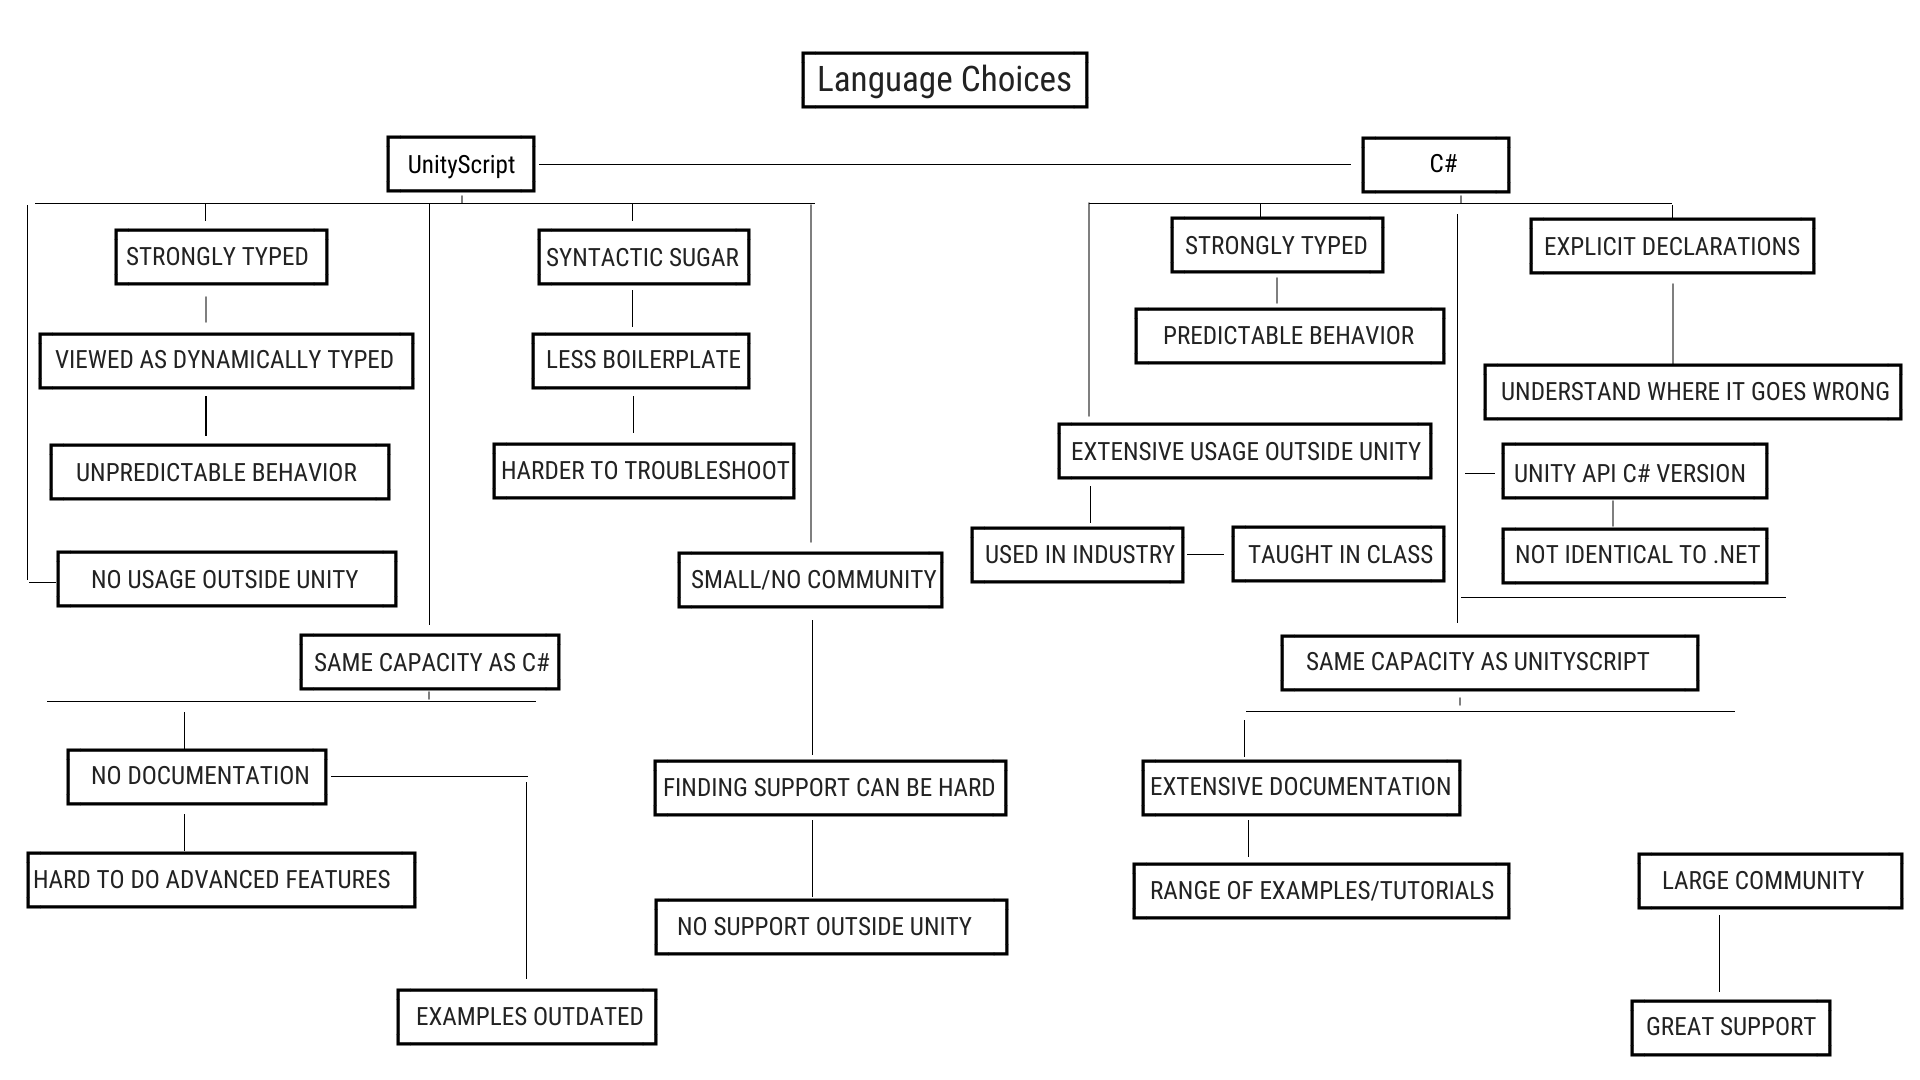 Language Choices
UnityScript
C#
STRONGLY TYPED
SYNTACTIC SUGAR
STRONGLY TYPED
EXPLICIT DECLARATIONS
VIEWED AS DYNAMICALLY TYPED
LESS BOILERPLATE
PREDICTABLE BEHAVIOR
UNDERSTAND WHERE IT GOES WRONG
UNPREDICTABLE BEHAVIOR
HARDER TO TROUBLESHOOT
EXTENSIVE USAGE OUTSIDE UNITY
UNITY API C# VERSION
NO USAGE OUTSIDE UNITY
SMALL/NO COMMUNITY
USED IN INDUSTRY
TAUGHT IN CLASS
NOT IDENTICAL TO .NET
SAME CAPACITY AS C#
SAME CAPACITY AS UNITYSCRIPT
NO DOCUMENTATION
FINDING SUPPORT CAN BE HARD
EXTENSIVE DOCUMENTATION
HARD TO DO ADVANCED FEATURES
RANGE OF EXAMPLES/TUTORIALS
LARGE COMMUNITY
NO SUPPORT OUTSIDE UNITY
EXAMPLES OUTDATED
GREAT SUPPORT